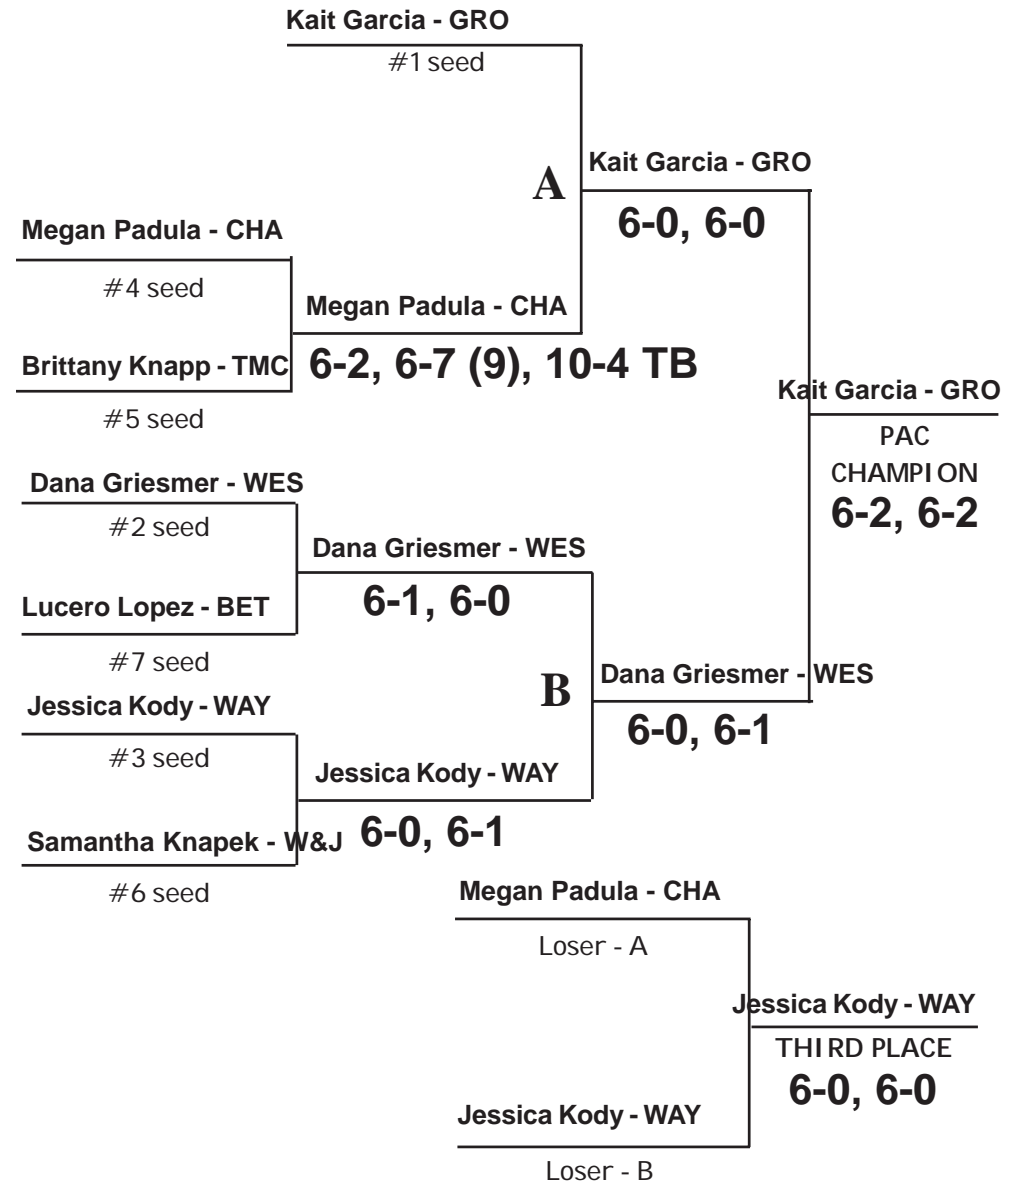 Kait Garcia - GRO
#1 seed
Kait Garcia - GRO
A
6-0, 6-0
Megan Padula - CHA
#4 seed
Megan Padula - CHA
Brittany Knapp - TMC
6-2, 6-7 (9), 10-4 TB
#5 seed
Kait Garcia - GRO
PAC
CHAMPION
6-2, 6-2
Dana Griesmer - WES
#2 seed
Dana Griesmer - WES
6-1, 6-0
Lucero Lopez - BET
#7 seed
Dana Griesmer - WES
B
6-0, 6-1
Jessica Kody - WAY
#3 seed
Jessica Kody - WAY
6-0, 6-1
Samantha Knapek - W&J
#6 seed
Megan Padula - CHA
Loser - A
Jessica Kody - WAY
THIRD PLACE
6-0, 6-0
Jessica Kody - WAY
Loser - B